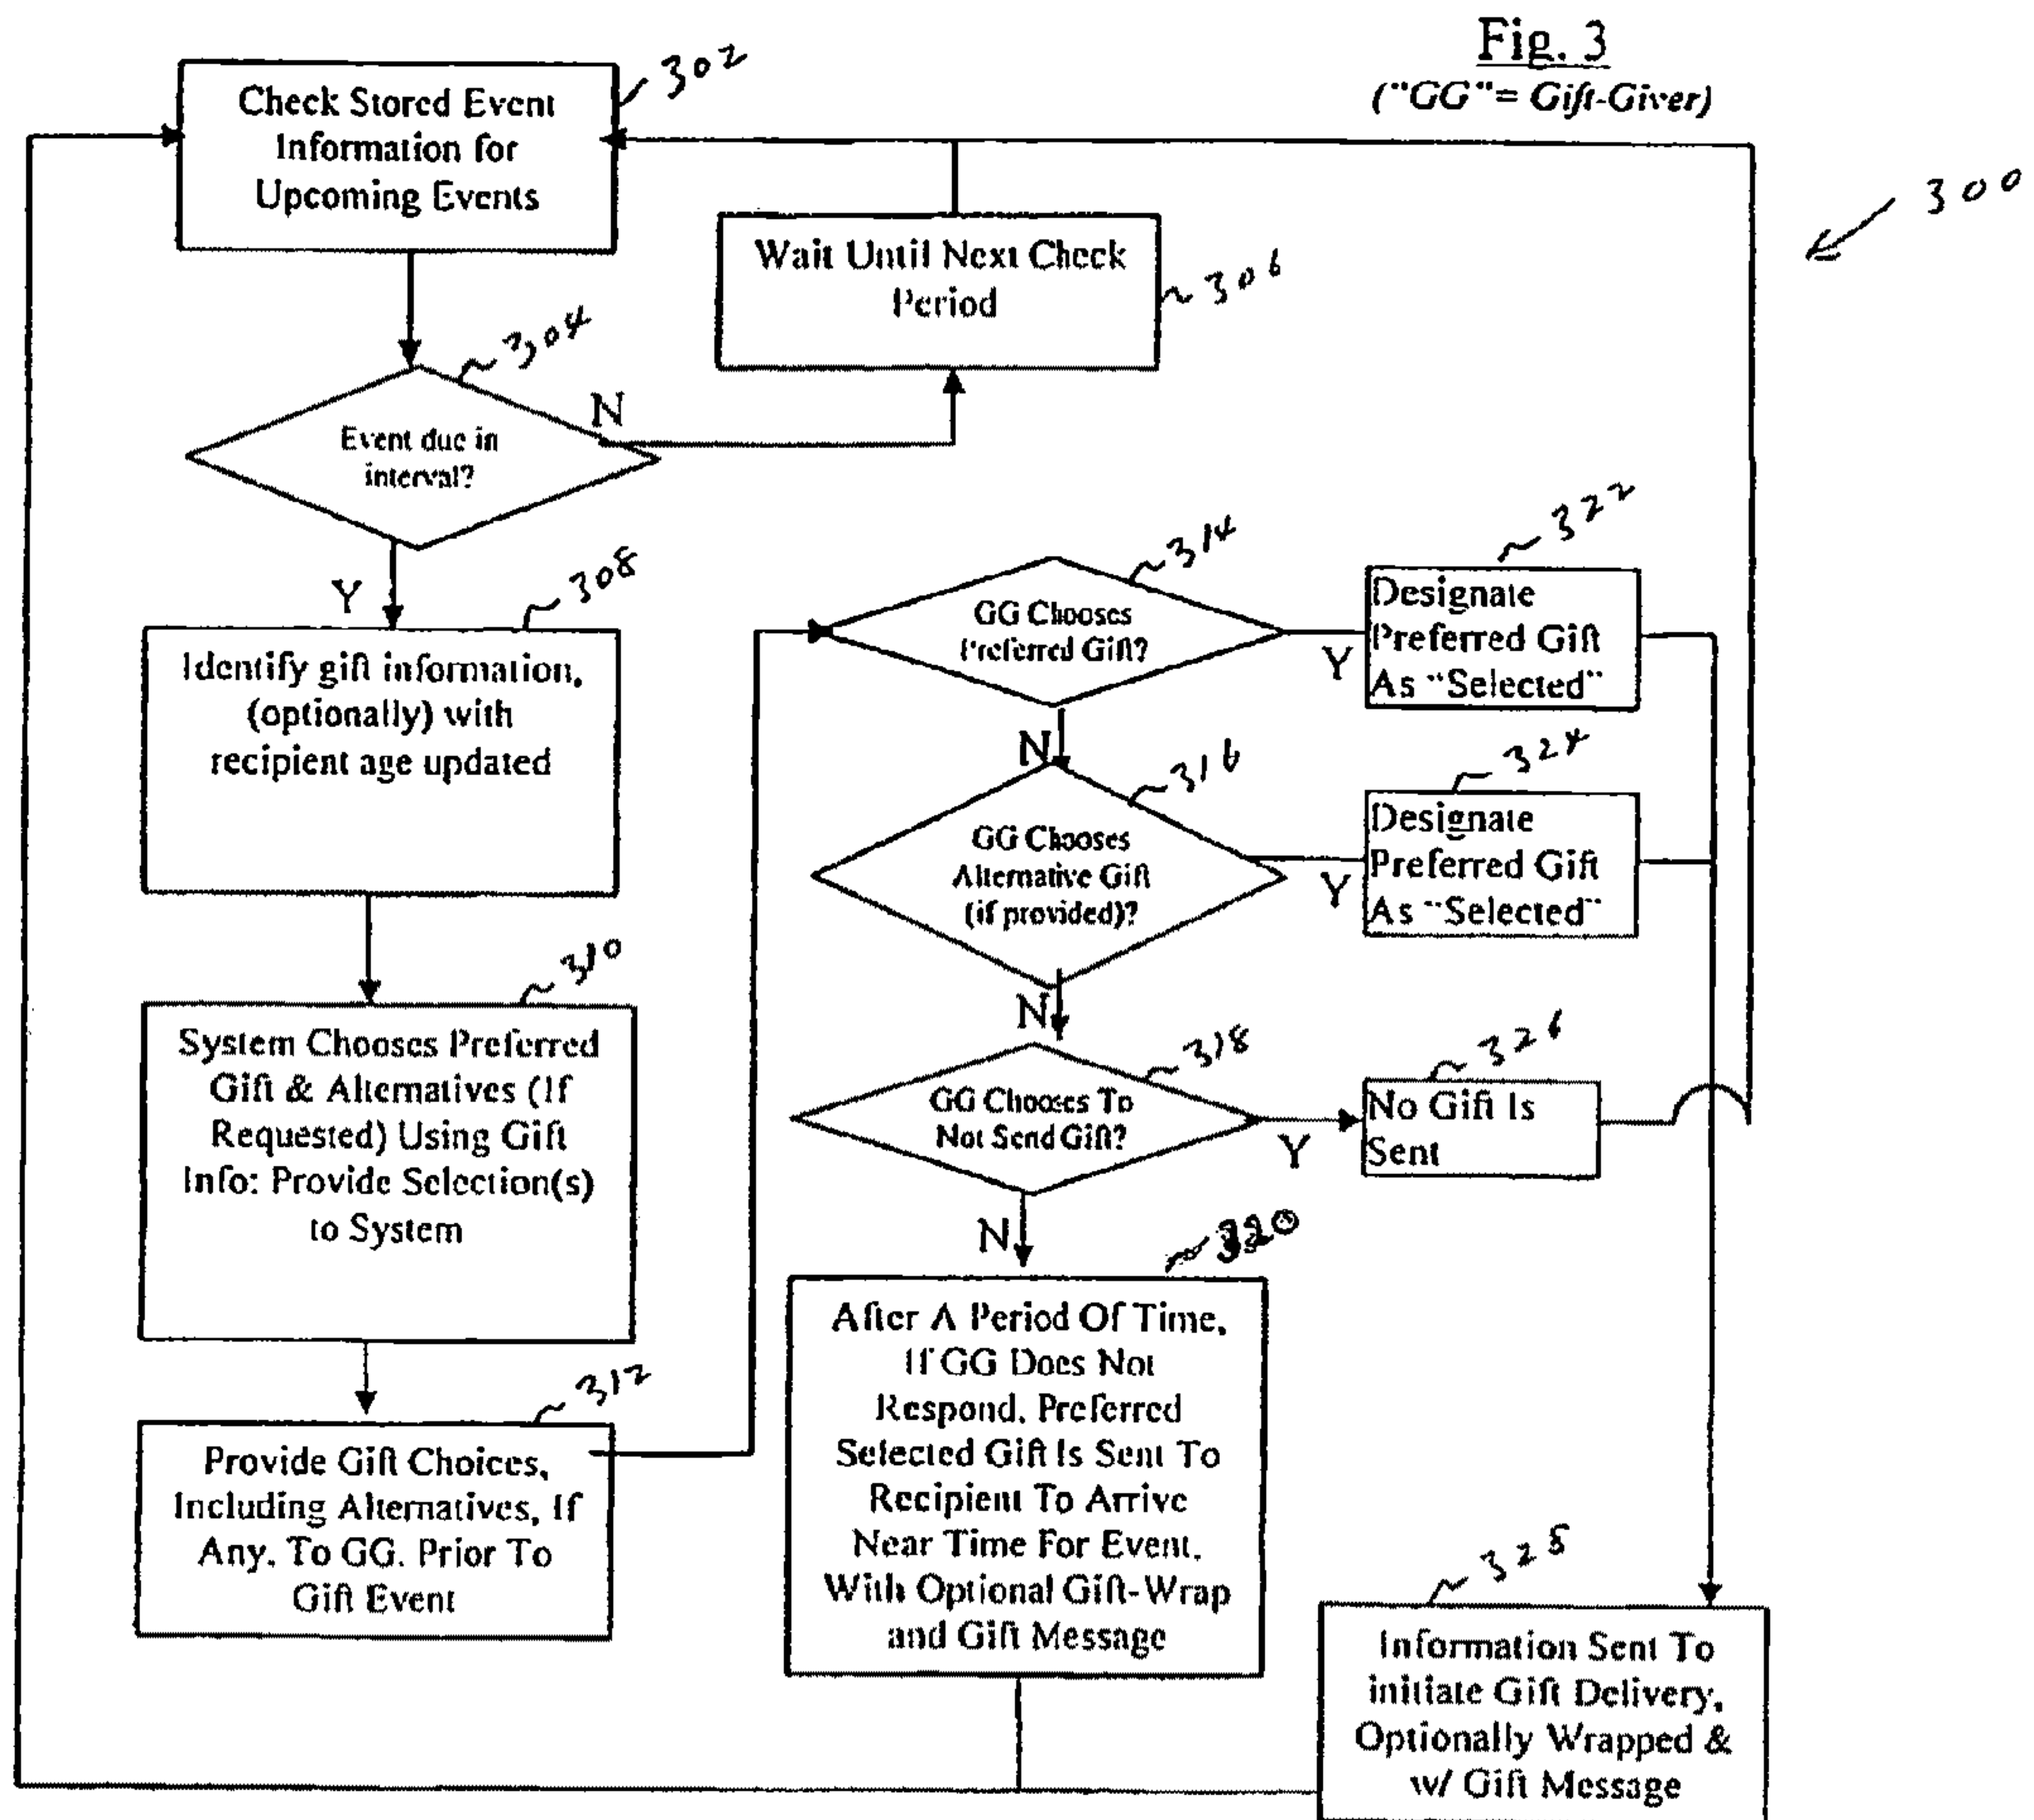 Fig. 3
("GG"= Gift-Giver)
300
302
Check Stored Event
Information for
Upcoming Events
Wait Until Next Check
Period
306
304
Event due in
interval?
N
Y
308
Identify gift information,
(optionally) with
recipient age updated
310
System Chooses Preferred
Gift & Alternatives (If
Requested) Using Gift
Info: Provide Selection(s)
to System
312
Provide Gift Choices,
Including Alternatives, If
Any, To GG. Prior To
Gift Event
314
GG Chooses
Preferred Gift?
Y
N
322
Designate
Preferred Gift
As "Selected"
316
GG Chooses
Alternative Gift
(if provided)?
Y
N
324
Designate
Preferred Gift
As "Selected"
318
GG Chooses To
Not Send Gift?
Y
N
326
No Gift Is
Sent
320
After A Period Of Time,
If GG Does Not
Respond, Preferred
Selected Gift Is Sent To
Recipient To Arrive
Near Time For Event,
With Optional Gift-Wrap
and Gift Message
328
Information Sent To
initiate Gift Delivery,
Optionally Wrapped &
w/ Gift Message